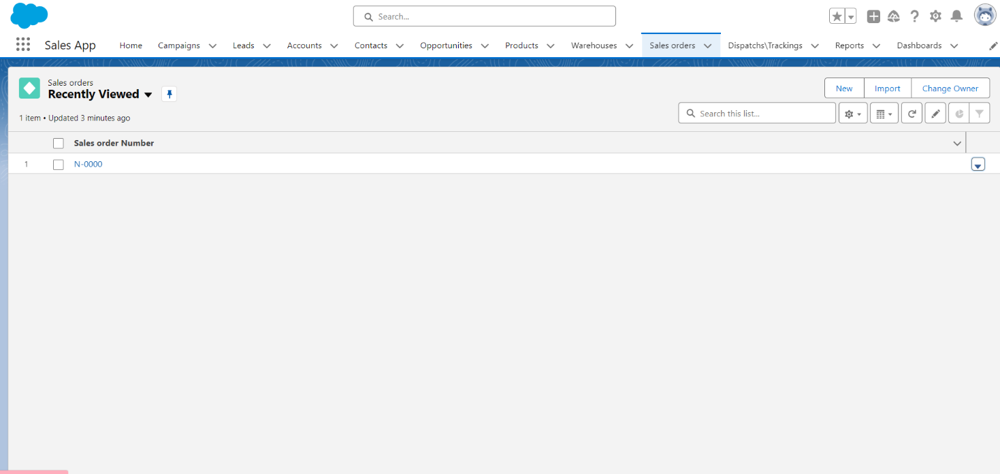 Search...
Sales App Home Campaigns Leads Accounts Contacts Opportunities Products Warehouses Sales orders Dispatchs\Trackings Reports Dashboards
Sales orders
Recently Viewed
New Import Change Owner
1 item • Updated 3 minutes ago
Search this list...
Sales order Number
1 N-0000